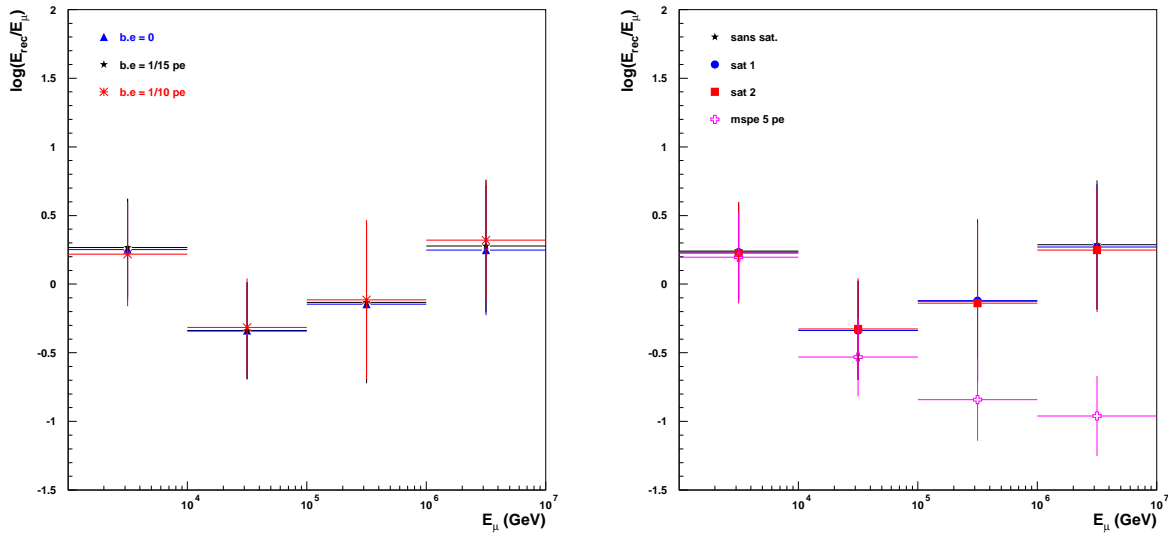 log(E_rec/E_μ)
2
1.5
1
0.5
0
-0.5
-1
-1.5
b.e = 0
b.e = 1/15 pe
b.e = 1/10 pe
10^4
10^5
10^6
10^7
E_μ (GeV)
log(E_rec/E_μ)
2
1.5
1
0.5
0
-0.5
-1
-1.5
sans sat.
sat 1
sat 2
mspe 5 pe
10^4
10^5
10^6
10^7
E_μ (GeV)